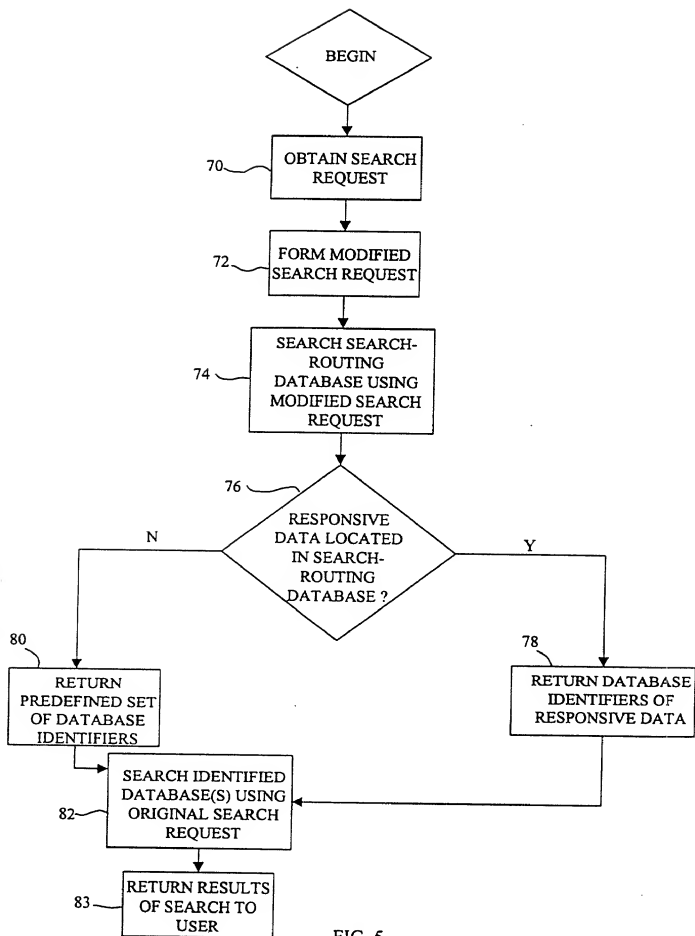 BEGIN
70
OBTAIN SEARCH
REQUEST
72
FORM MODIFIED
SEARCH REQUEST
74
SEARCH SEARCH-
ROUTING
DATABASE USING
MODIFIED SEARCH
REQUEST
76
RESPONSIVE
DATA LOCATED
IN SEARCH-
ROUTING
DATABASE ?
N
Y
80
RETURN
PREDEFINED SET
OF DATABASE
IDENTIFIERS
78
RETURN DATABASE
IDENTIFIERS OF
RESPONSIVE DATA
82
SEARCH IDENTIFIED
DATABASE(S) USING
ORIGINAL SEARCH
REQUEST
83
RETURN RESULTS
OF SEARCH TO
USER
FIG. 5